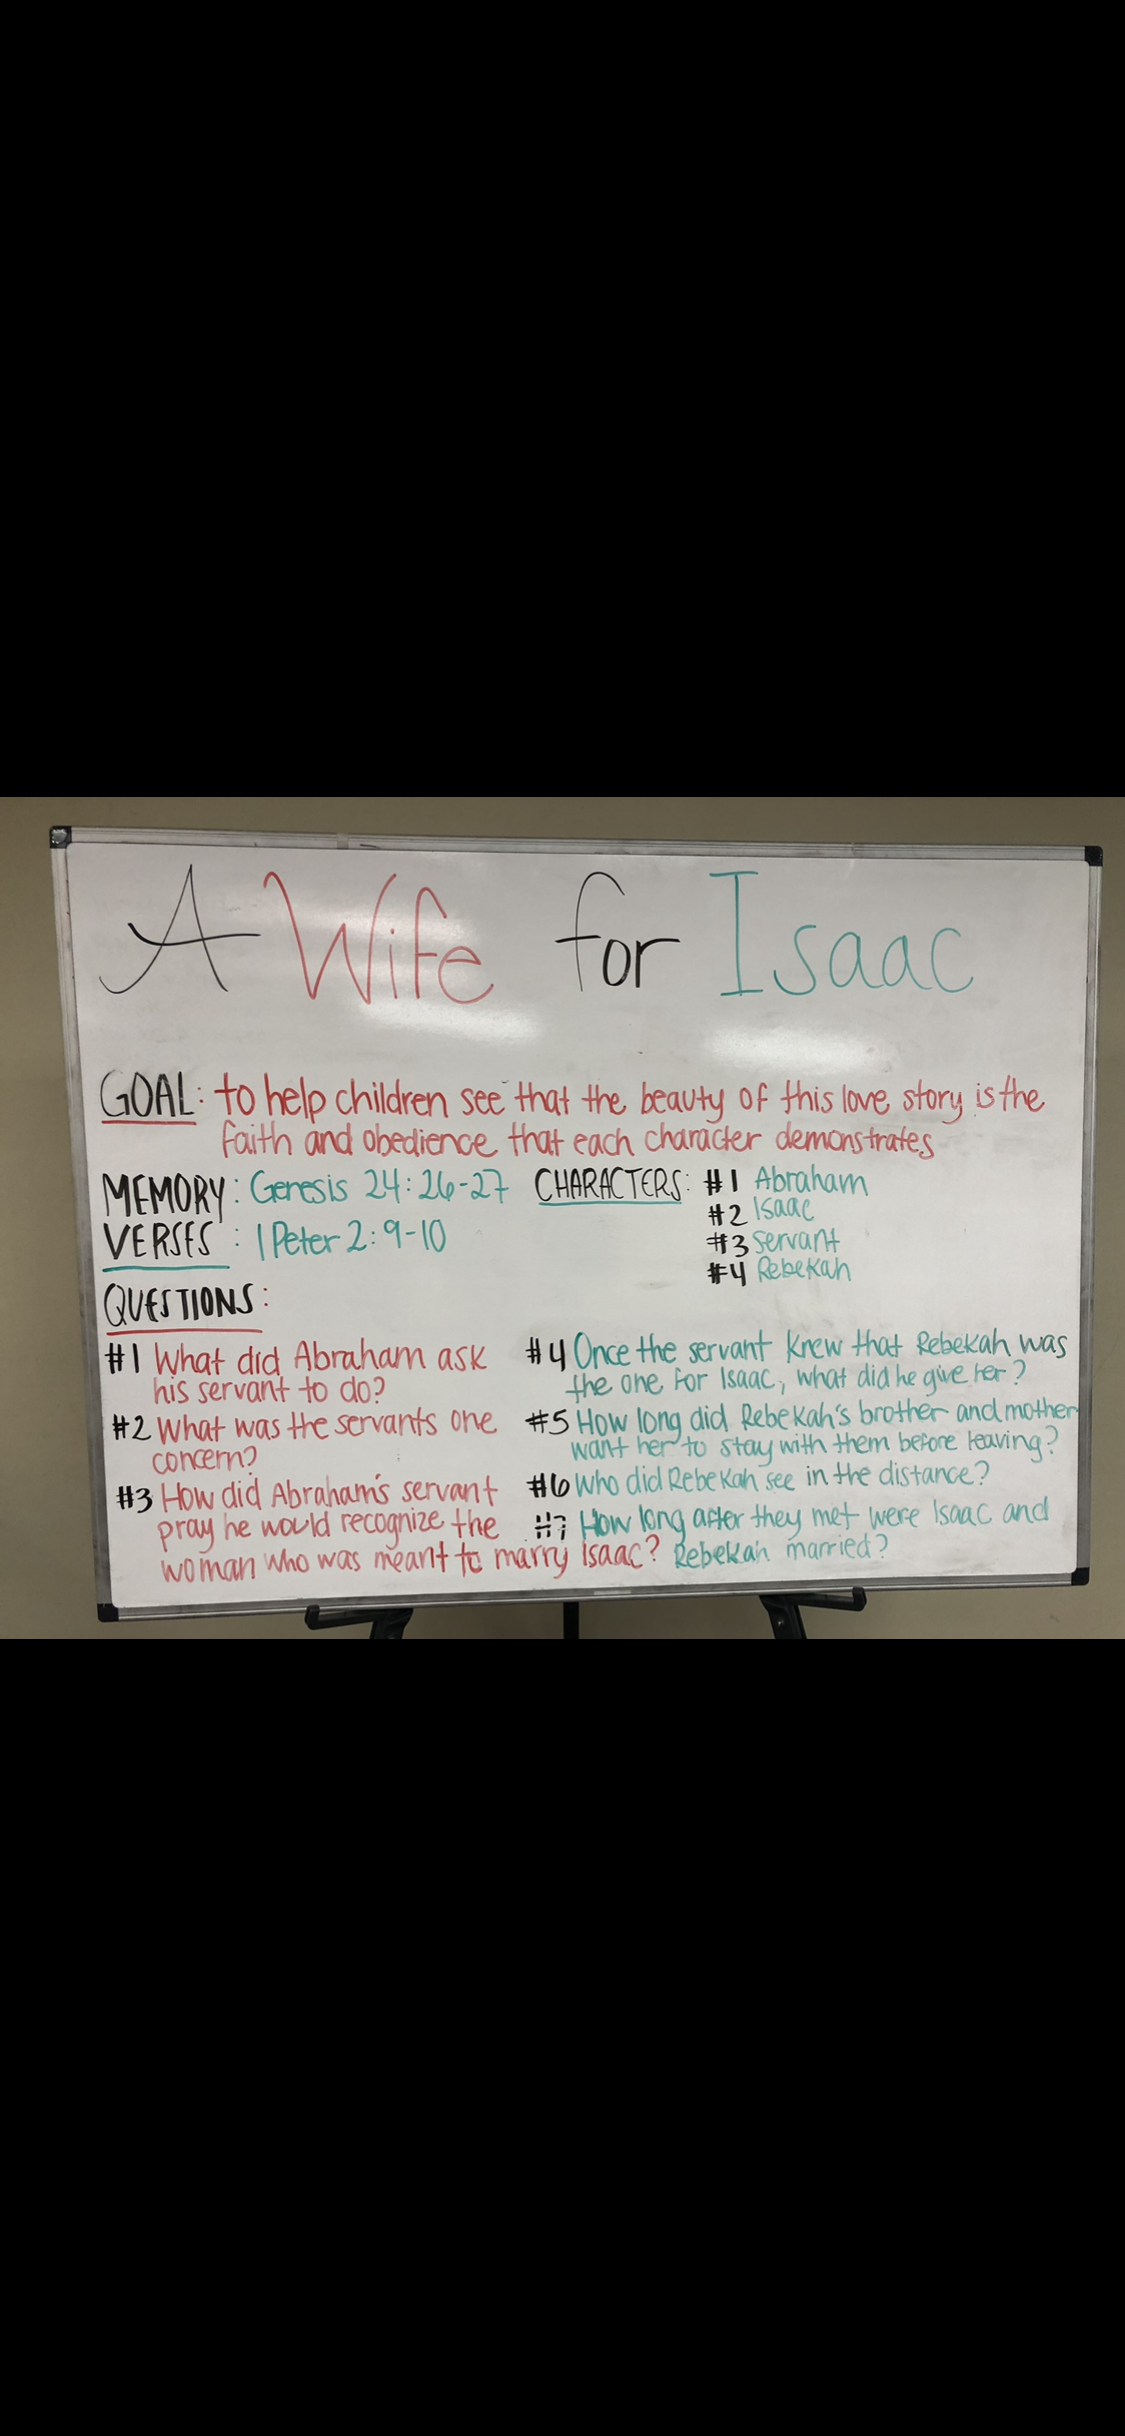 A Wife for Isaac
GOAL: to help children see that the beauty of this love story is the
faith and obedience that each character demonstrates
MEMORY: Genesis 24:26-27
VERSES: 1 Peter 2:9-10
CHARACTERS: #1 Abraham
#2 Isaac
#3 servant
#4 Rebekah
QUESTIONS:
#1 What did Abraham ask
his servant to do?
#2 What was the servants one
concern?
#3 How did Abraham's servant
pray he would recognize the
woman who was meant to marry Isaac?
#4 Once the servant knew that Rebekah was
the one for Isaac, what did he give her?
#5 How long did Rebekah's brother and mother
want her to stay with them before leaving?
#6 Who did Rebekah see in the distance?
#7 How long after they met were Isaac and
Rebekah married?